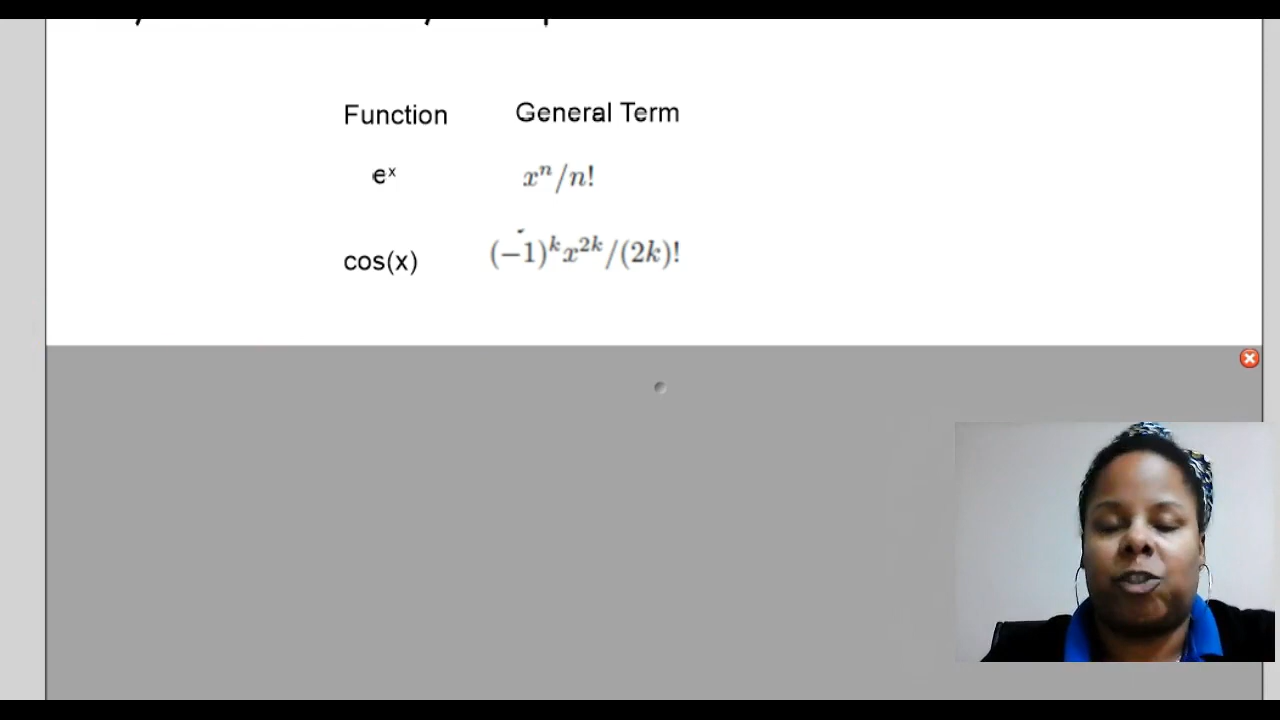 Function General Term
eˣ xⁿ/n!
cos(x) (−1)ᵏx²ᵏ/(2k)!